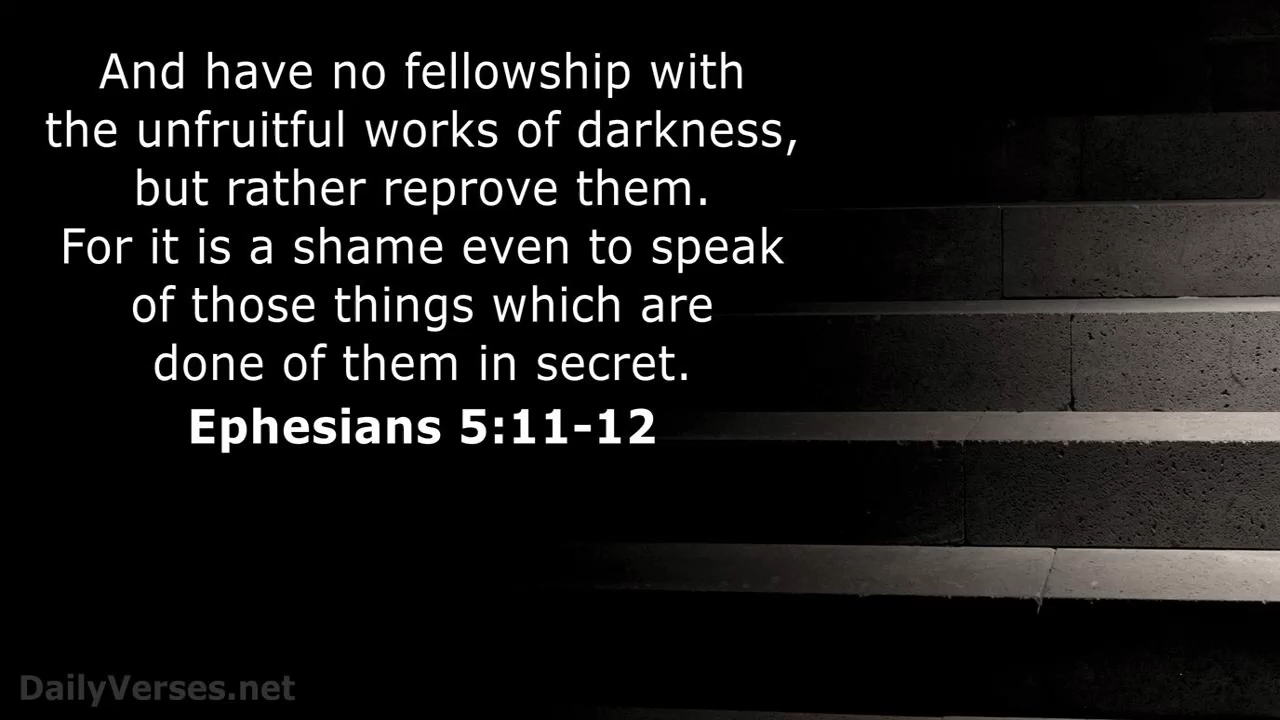 And have no fellowship with
the unfruitful works of darkness,
but rather reprove them.
For it is a shame even to speak
of those things which are
done of them in secret.
Ephesians 5:11-12
DailyVerses.net